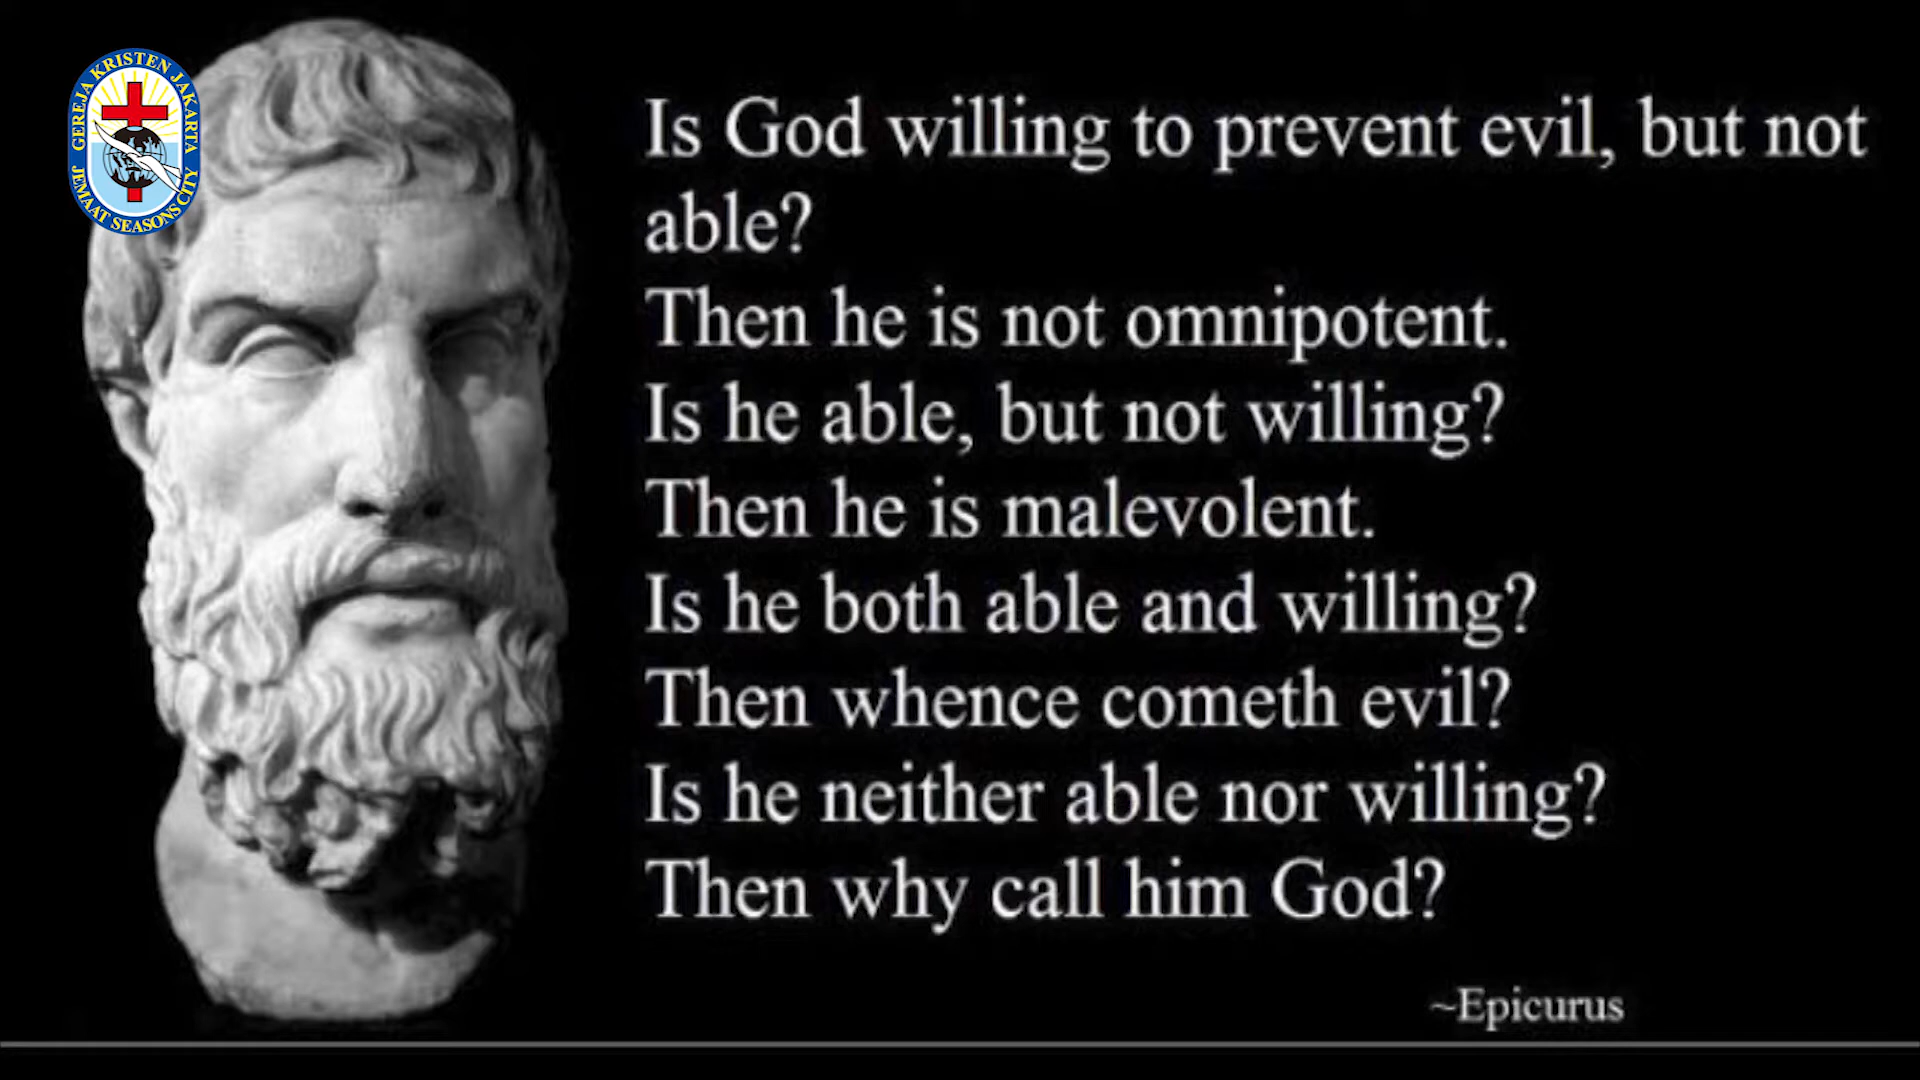 GEREJA KRISTEN JAKARTA
JEMAAT SEASONS CITY
Is God willing to prevent evil, but not
able?
Then he is not omnipotent.
Is he able, but not willing?
Then he is malevolent.
Is he both able and willing?
Then whence cometh evil?
Is he neither able nor willing?
Then why call him God?
~Epicurus